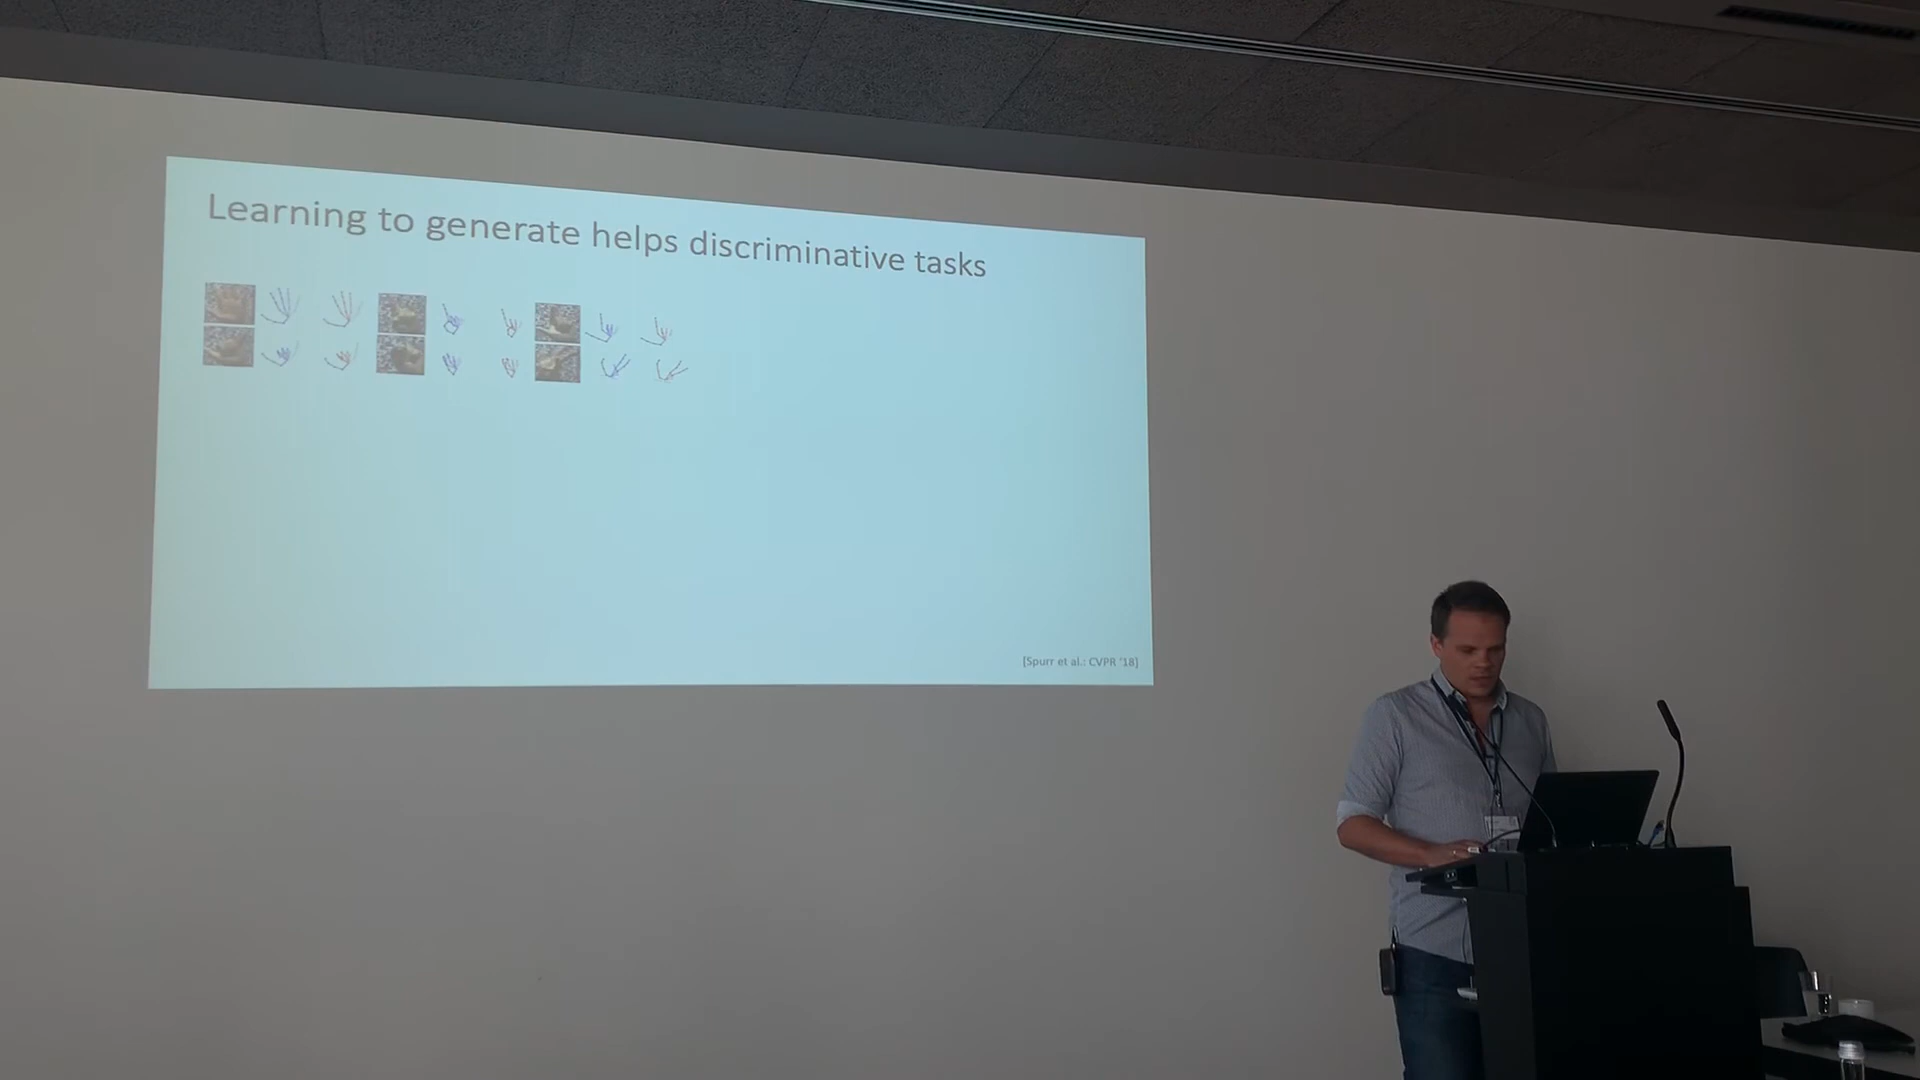 Learning to generate helps discriminative tasks
[Spurr et al.: CVPR '18]